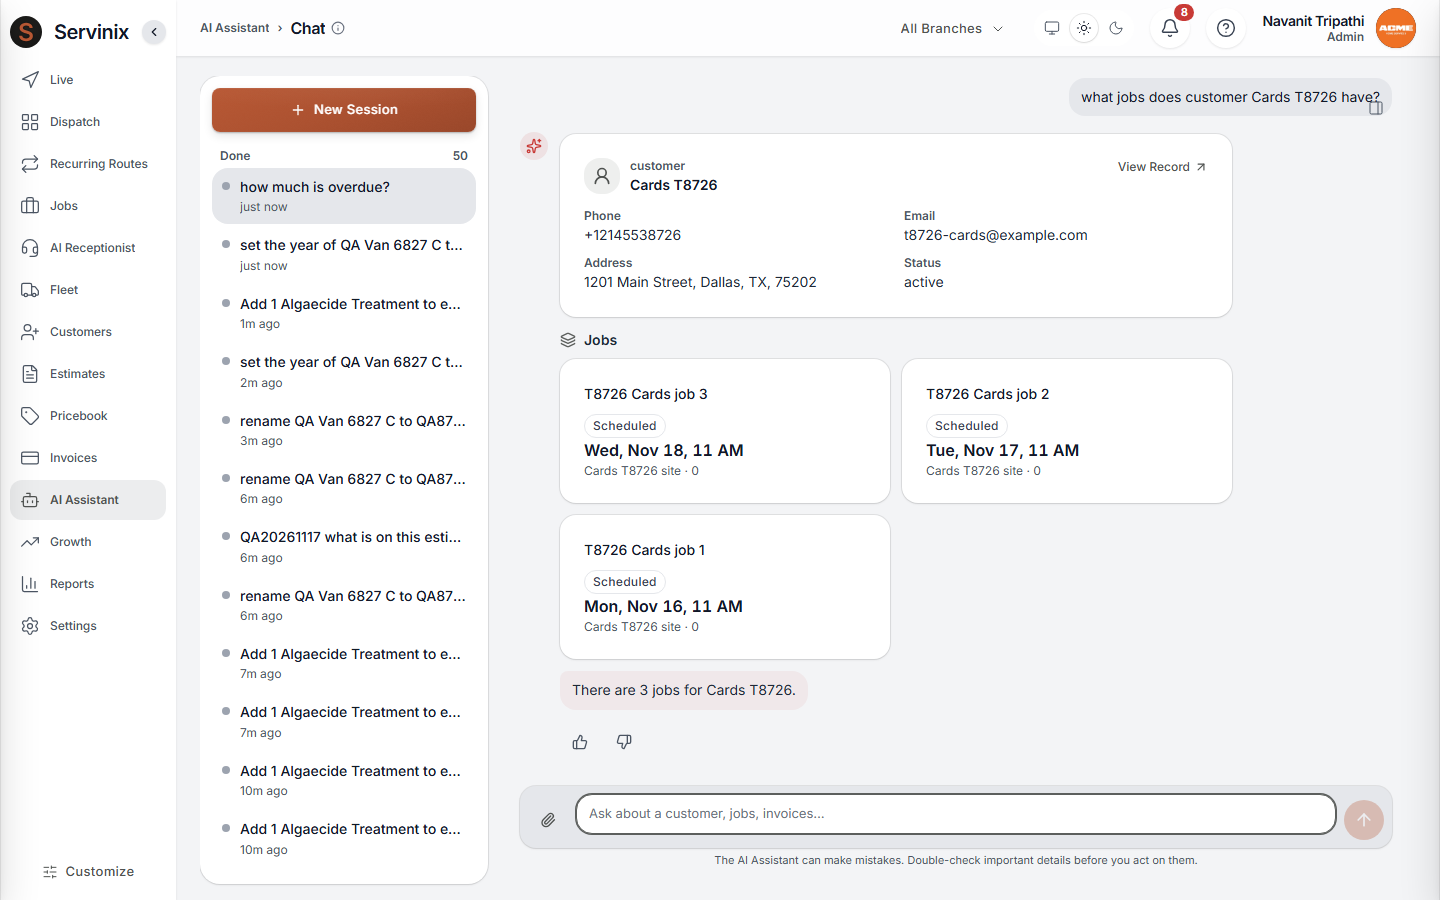 S Servinix
Live
Dispatch
Recurring Routes
Jobs
AI Receptionist
Fleet
Customers
Estimates
Pricebook
Invoices
AI Assistant
Growth
Reports
Settings
Customize
AI Assistant › Chat
All Branches
8
Navanit Tripathi
Admin
ACME
New Session
Done 50
how much is overdue?
just now
set the year of QA Van 6827 C t...
just now
Add 1 Algaecide Treatment to e...
1m ago
set the year of QA Van 6827 C t...
2m ago
rename QA Van 6827 C to QA87...
3m ago
rename QA Van 6827 C to QA87...
6m ago
QA20261117 what is on this esti...
6m ago
rename QA Van 6827 C to QA87...
6m ago
Add 1 Algaecide Treatment to e...
7m ago
Add 1 Algaecide Treatment to e...
7m ago
Add 1 Algaecide Treatment to e...
10m ago
Add 1 Algaecide Treatment to e...
10m ago
what jobs does customer Cards T8726 have?
customer
Cards T8726
View Record
Phone
+12145538726
Email
t8726-cards@example.com
Address
1201 Main Street, Dallas, TX, 75202
Status
active
Jobs
T8726 Cards job 3
Scheduled
Wed, Nov 18, 11 AM
Cards T8726 site · 0
T8726 Cards job 2
Scheduled
Tue, Nov 17, 11 AM
Cards T8726 site · 0
T8726 Cards job 1
Scheduled
Mon, Nov 16, 11 AM
Cards T8726 site · 0
There are 3 jobs for Cards T8726.
Ask about a customer, jobs, invoices...
The AI Assistant can make mistakes. Double-check important details before you act on them.